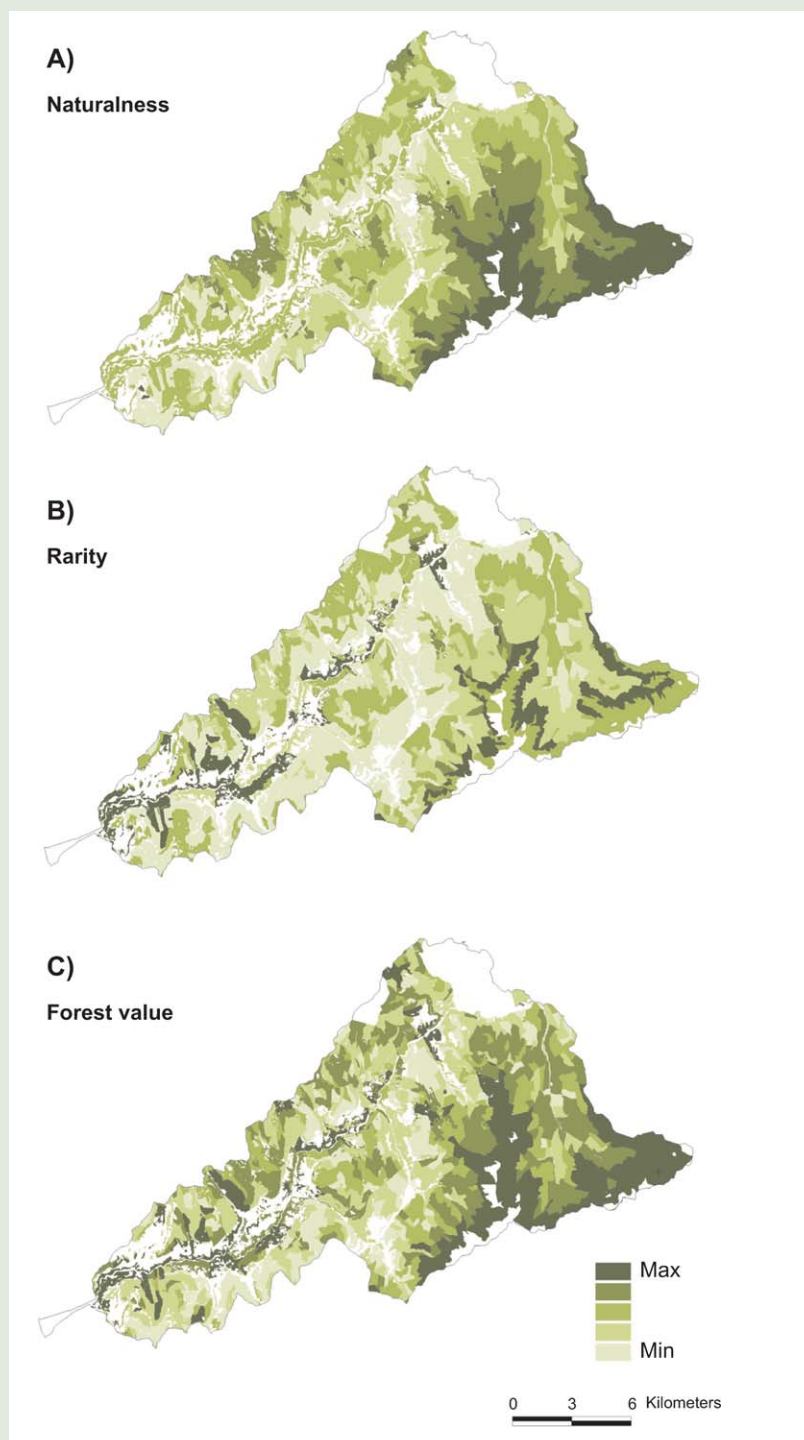 A)
Naturalness
B)
Rarity
C)
Forest value
Max
Min
0 3 6 Kilometers